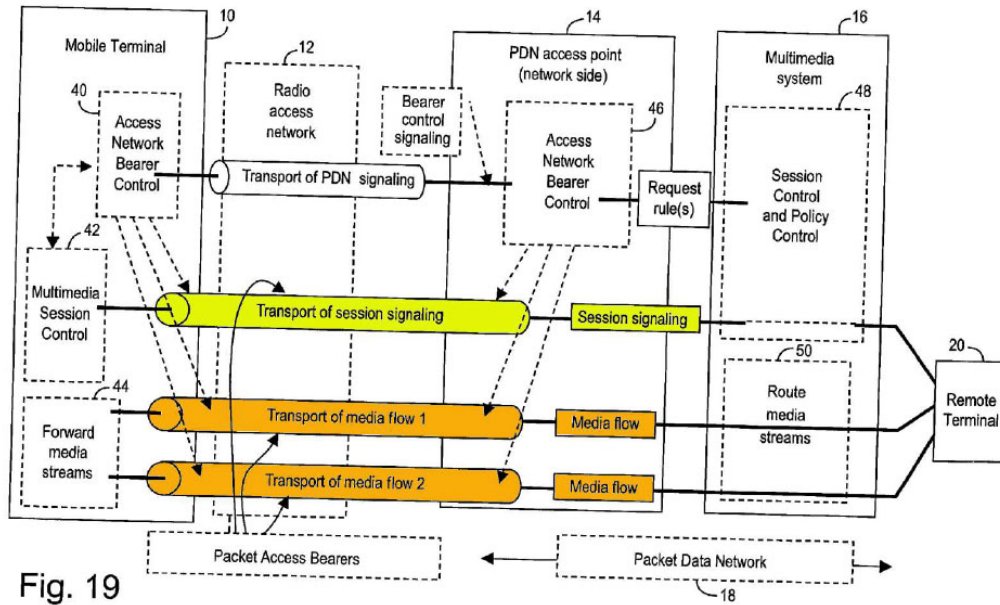 10
Mobile Terminal
12
14
PDN access point
(network side)
16
Multimedia
system
40
Access
Network
Bearer
Control
Radio
access
network
Bearer
control
signaling
46
Access
Network
Bearer
Control
48
Session
Control
and Policy
Control
Transport of PDN signaling
Request
rule(s)
42
Multimedia
Session
Control
Transport of session signaling
Session signaling
44
Forward
media
streams
Transport of media flow 1
Media flow
50
Route
media
streams
20
Remote
Terminal
Transport of media flow 2
Media flow
Packet Access Bearers
Packet Data Network
18
Fig. 19